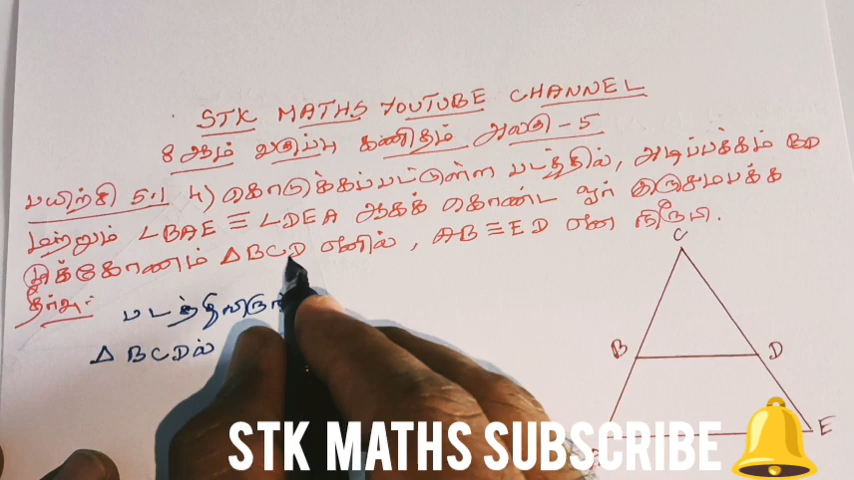 STK MATHS YOUTUBE CHANNEL
8 ஆம் வகுப்பு கணிதம் அலகு - 5
பயிற்சி 5.1 4) கொடுக்கப்பட்டுள்ள படத்தில், அடிப்பக்கம் BD
மற்றும் ∠BAE ≡ ∠DEA ஆகக் கொண்ட ஓர் இருசமபக்க
முக்கோணம் ΔBCD எனில், AB ≡ ED என நிரூபி.
தீர்வு:
படத்திலிருந்
Δ BCDல்
C
B
D
E
STK MATHS SUBSCRIBE